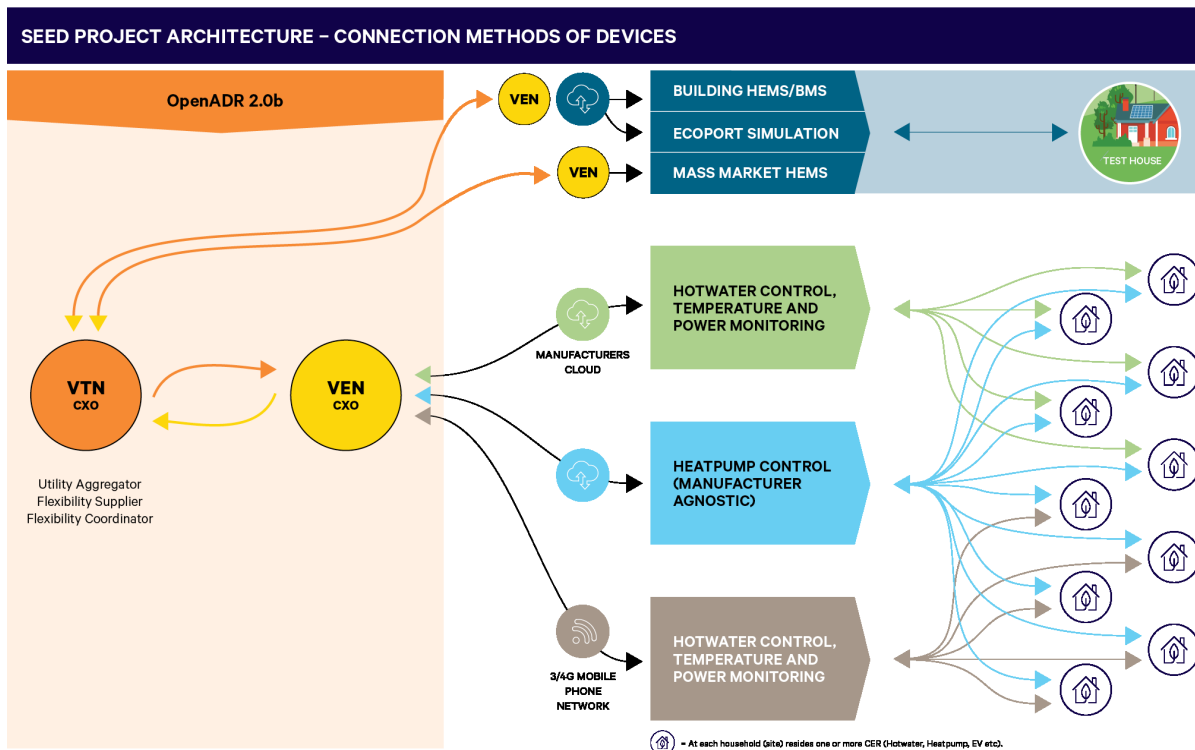 SEED PROJECT ARCHITECTURE – CONNECTION METHODS OF DEVICES
OpenADR 2.0b
VEN
BUILDING HEMS/BMS
ECOPORT SIMULATION
VEN
MASS MARKET HEMS
TEST HOUSE
HOTWATER CONTROL,
TEMPERATURE AND
POWER MONITORING
MANUFACTURERS
CLOUD
VTN
CXO
VEN
CXO
Utility Aggregator
Flexibility Supplier
Flexibility Coordinator
HEATPUMP CONTROL
(MANUFACTURER
AGNOSTIC)
HOTWATER CONTROL,
TEMPERATURE AND
POWER MONITORING
3/4G MOBILE
PHONE
NETWORK
= At each household (site) resides one or more CER (Hotwater, Heatpump, EV etc).